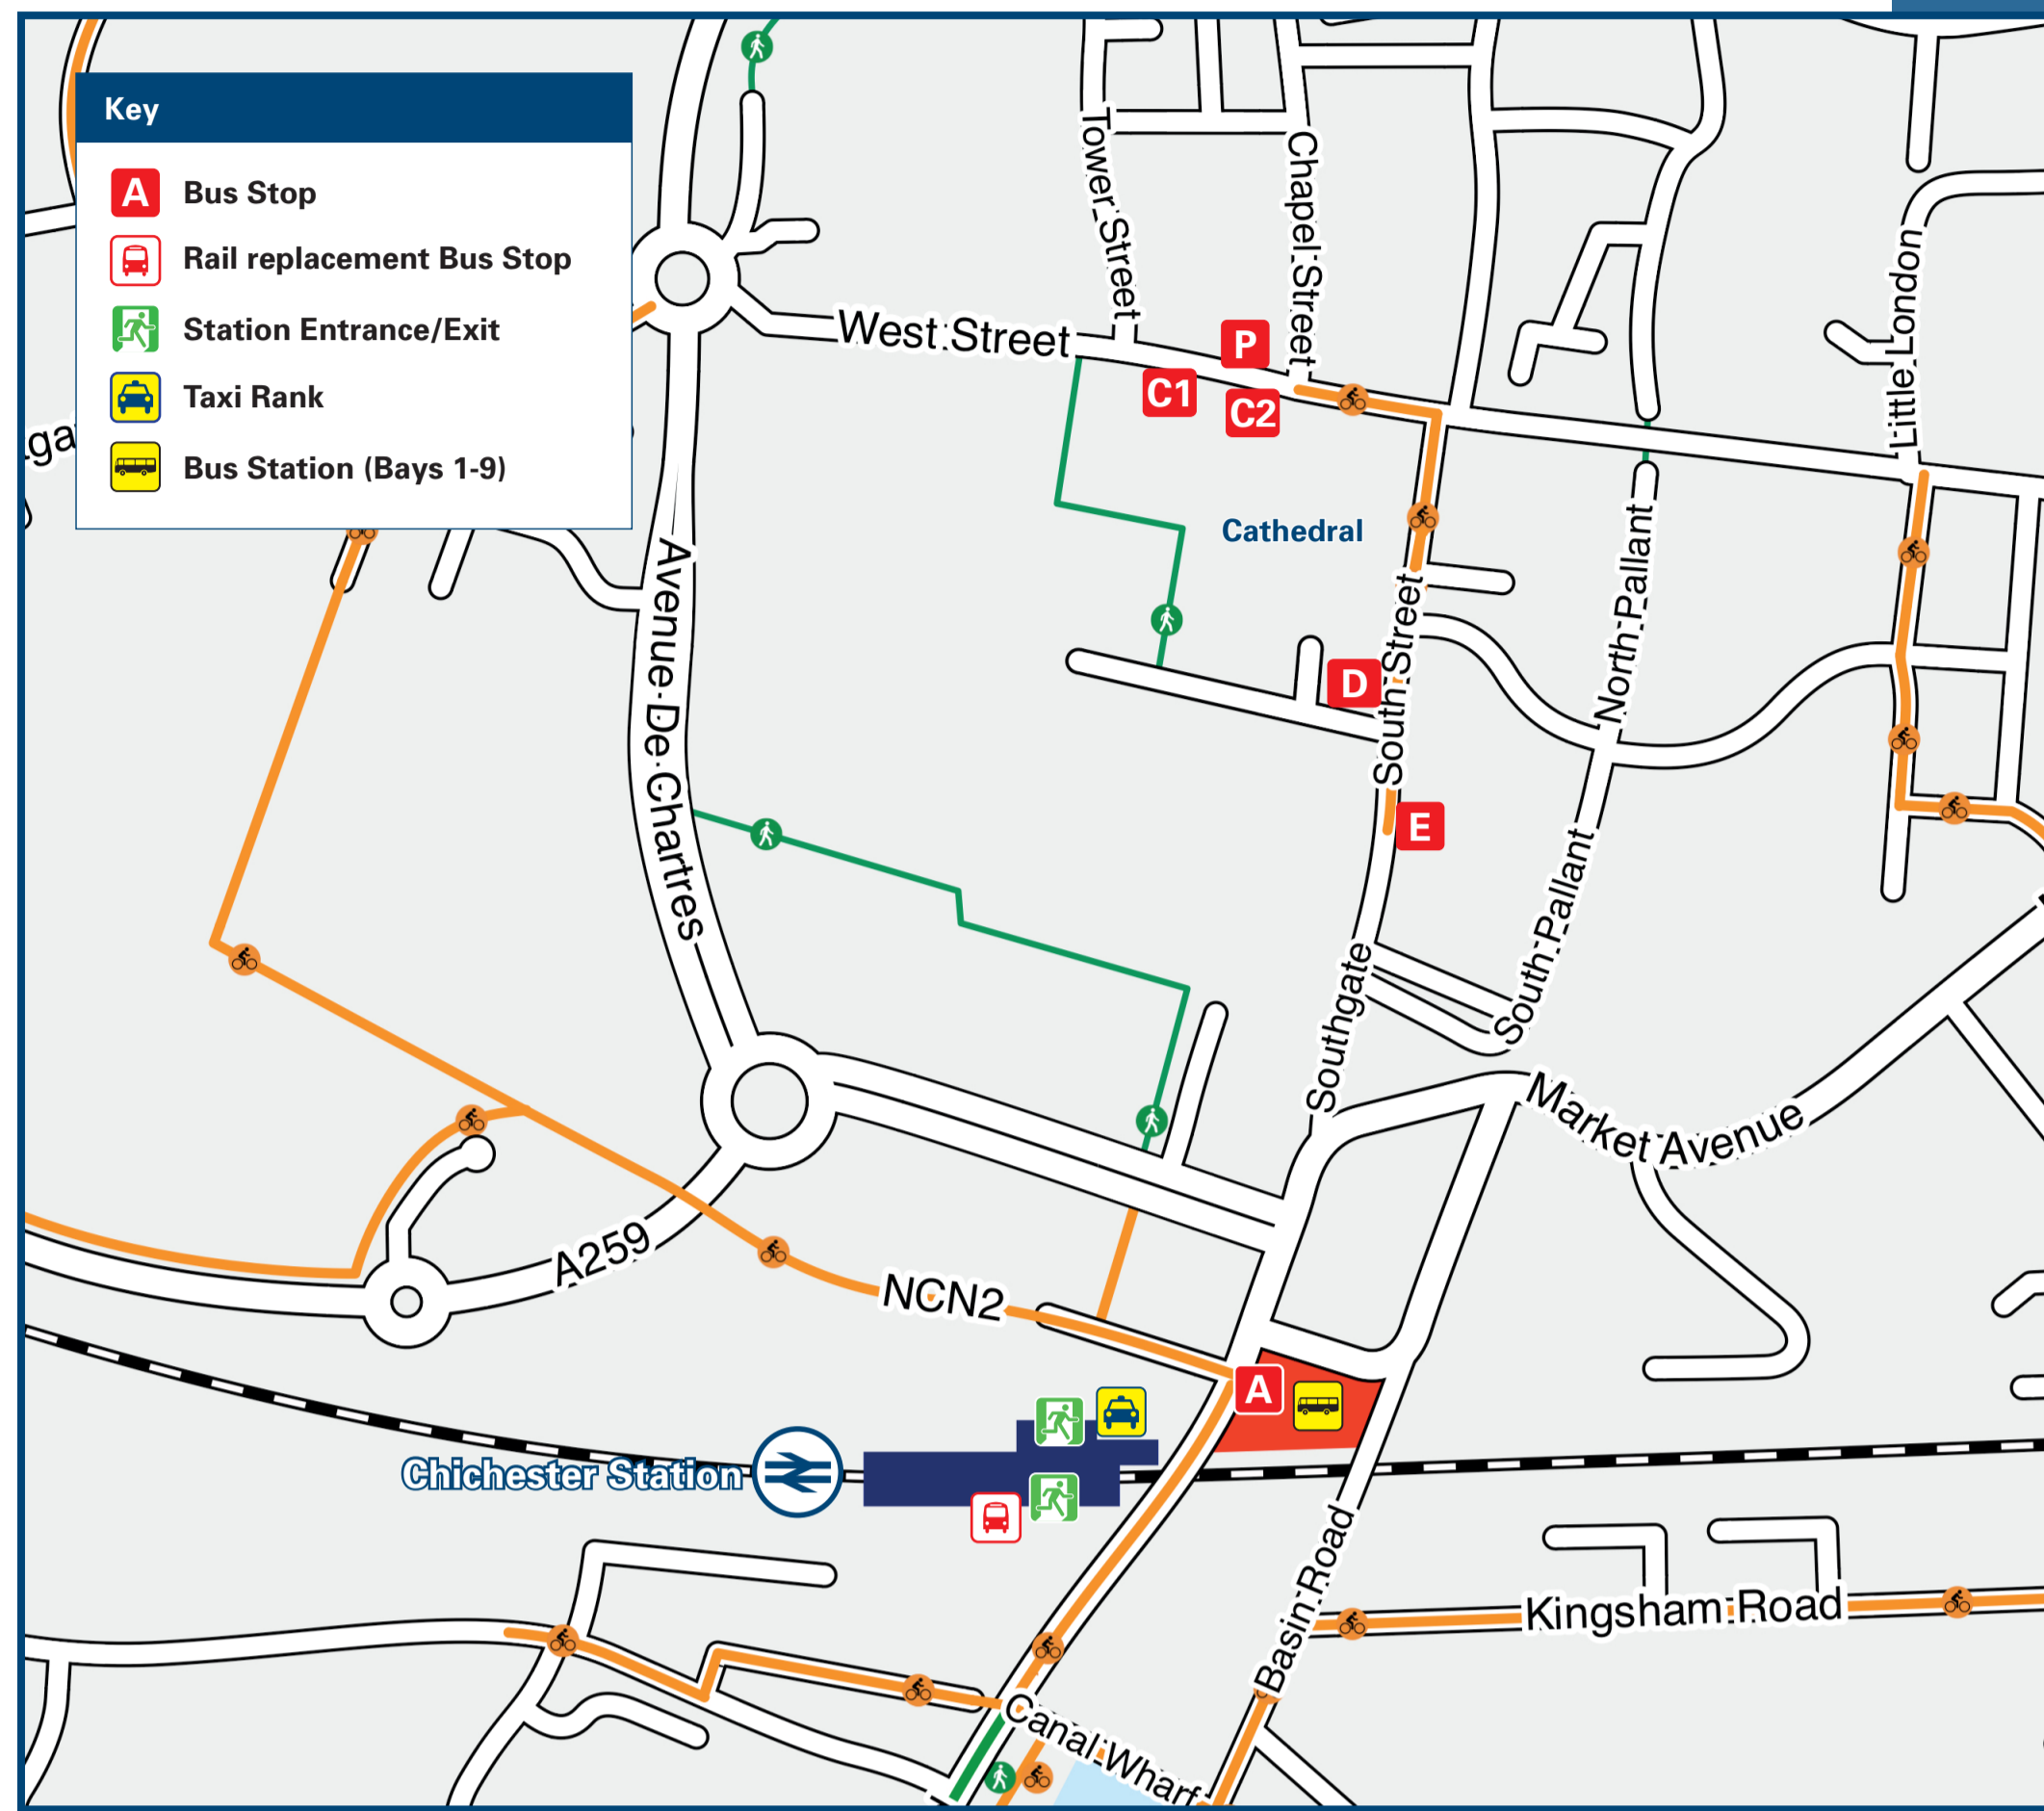 Key
A Bus Stop
Rail replacement Bus Stop
Station Entrance/Exit
Taxi Rank
Bus Station (Bays 1-9)
Tower Street
Chapel Street
West Street
P
C1
C2
Little London
Cathedral
North Pallant
Avenue De Chartres
South Street
D
E
South Pallant
Southgate
Market Avenue
A259
NCN2
A
Chichester Station
Basin Road
Kingsham Road
Canal Wharf